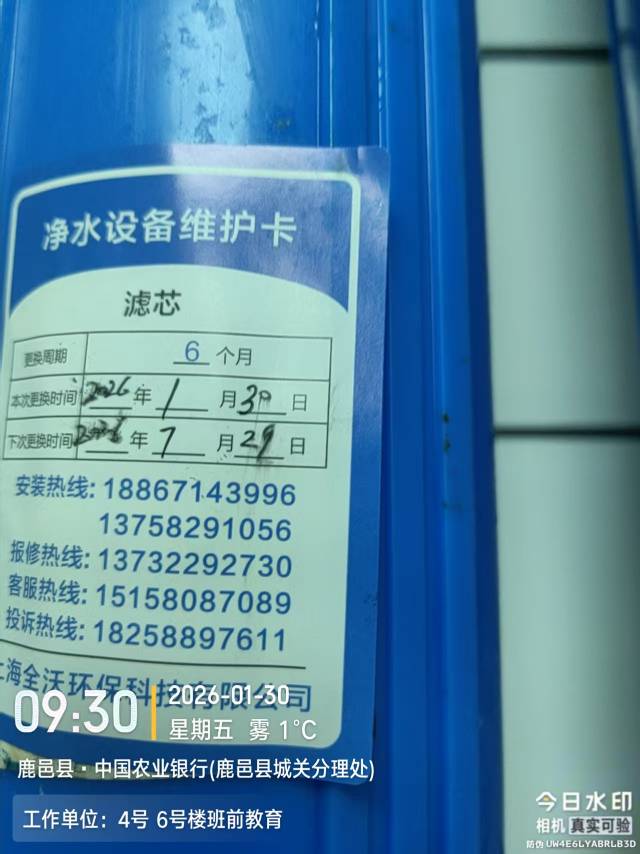 净水设备维护卡
滤芯
更换周期 6 个月
本次更换时间 2026 年 1 月 30 日
下次更换时间 2026 年 7 月 29 日
安装热线: 18867143996
13758291056
报修热线: 13732292730
客服热线: 15158087089
投诉热线: 18258897611
上海全沃环保科技有限公司
09:30
2026-01-30
星期五 雾 1°C
鹿邑县·中国农业银行(鹿邑县城关分理处)
工作单位: 4号 6号楼班前教育
今日水印
相机 真实可验
防伪 UW4E6LYABRLB3D